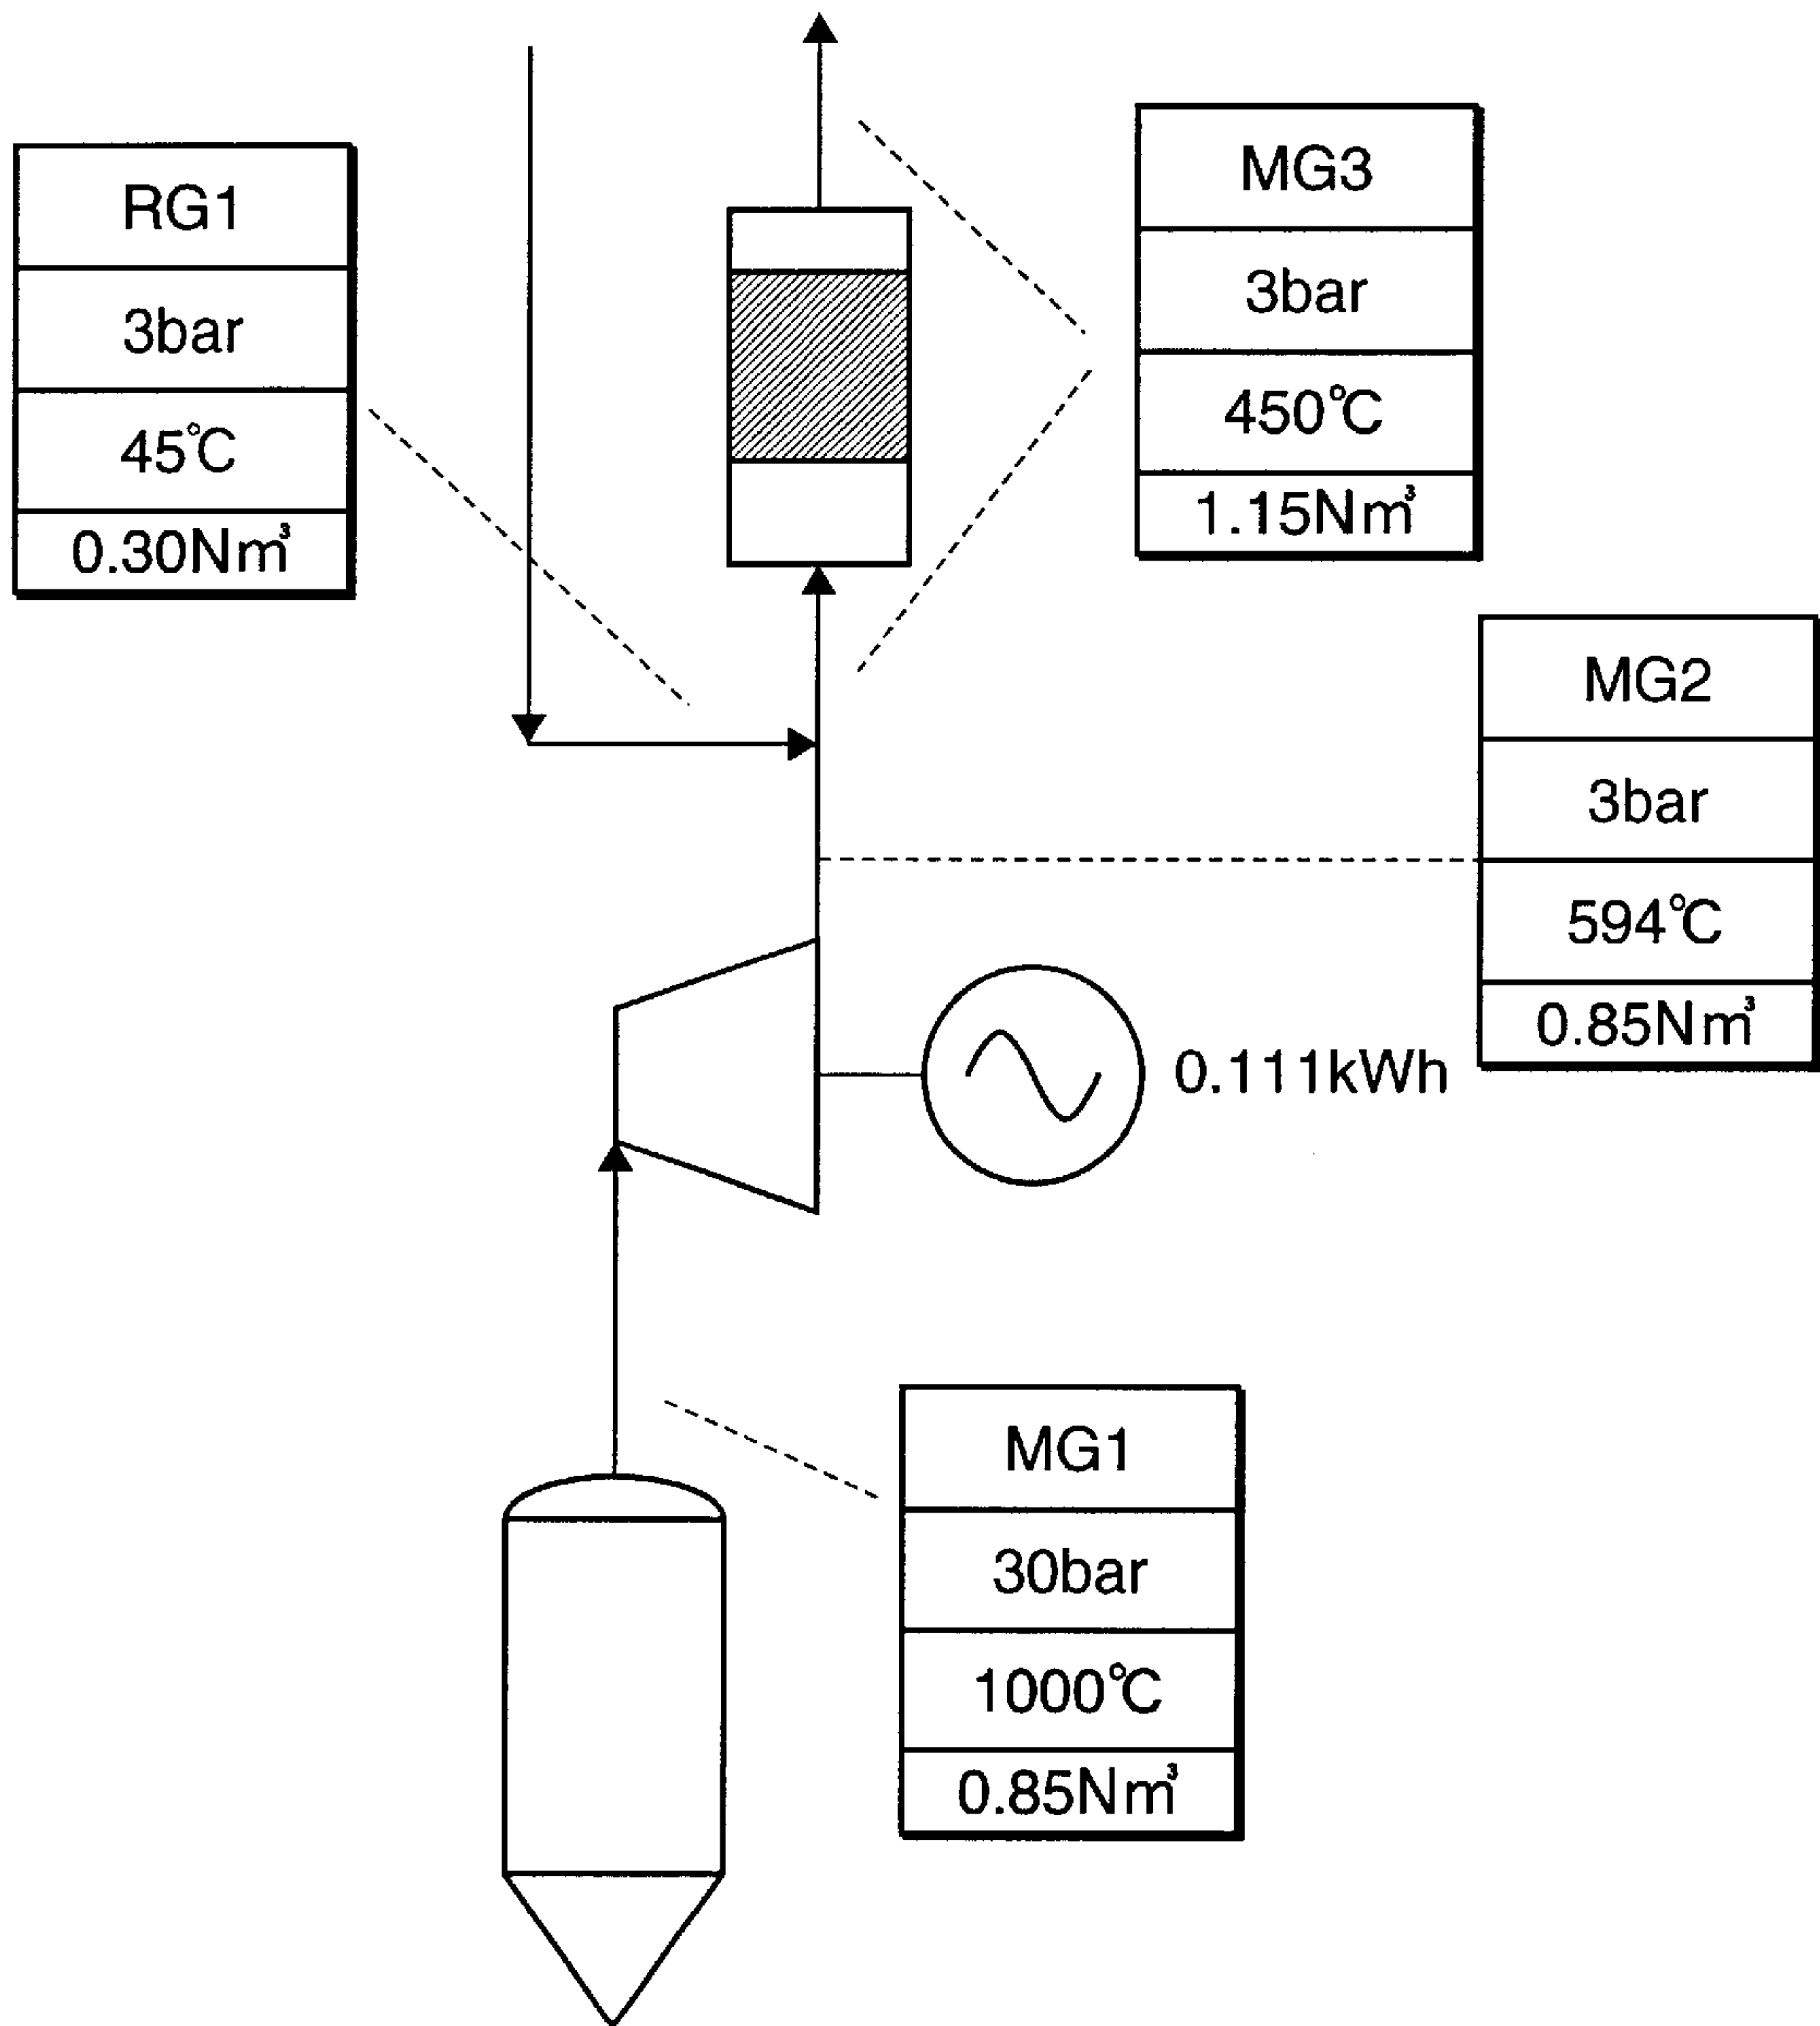 RG1
3bar
45℃
0.30Nm³
MG3
3bar
450℃
1.15Nm³
MG2
3bar
594℃
0.85Nm³
0.111kWh
MG1
30bar
1000℃
0.85Nm³